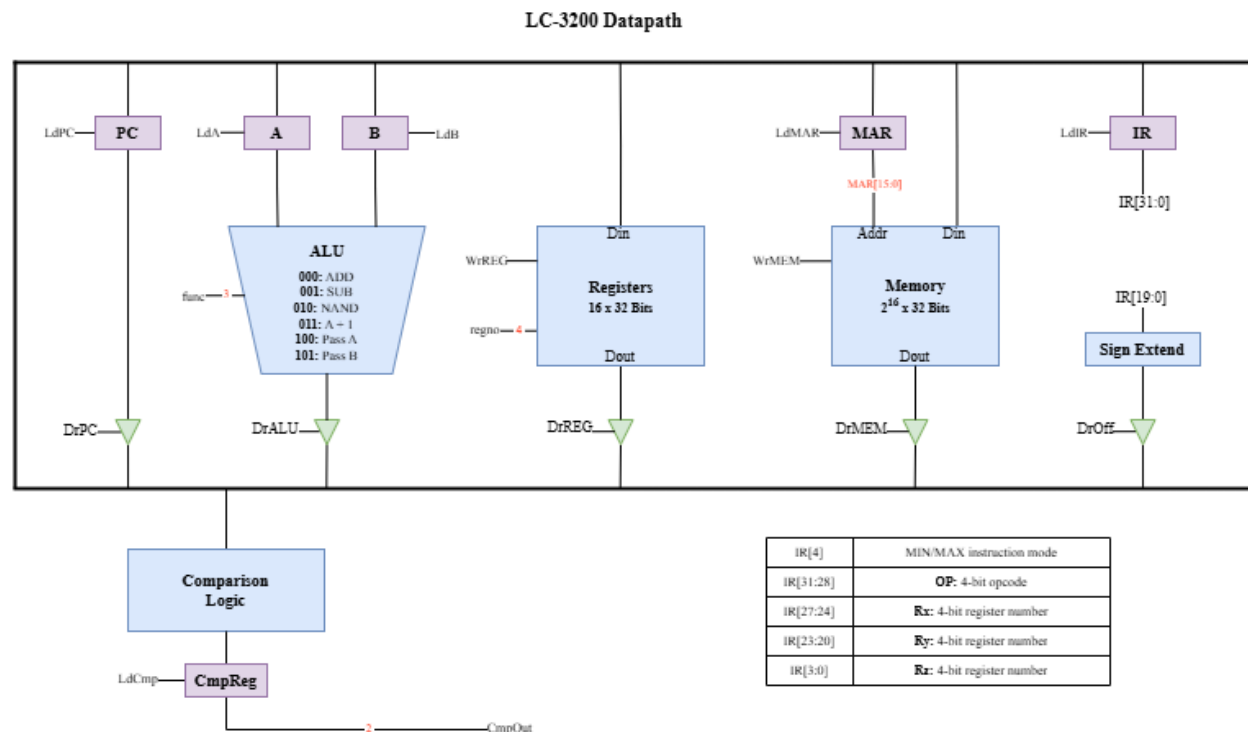 LC-3200 Datapath
LdPC
PC
LdA
A
B
LdB
LdMAR
MAR
LdIR
IR
MAR[15:0]
IR[31:0]
ALU
000: ADD
001: SUB
010: NAND
011: A + 1
100: Pass A
101: Pass B
func
3
Din
WrREG
Registers
16 x 32 Bits
regno
4
Dout
Addr
Din
WrMEM
Memory
2^16 x 32 Bits
Dout
IR[19:0]
Sign Extend
DrPC
DrALU
DrREG
DrMEM
DrOff
Comparison
Logic
LdCmp
CmpReg
2
CmpOut
IR[4] MIN/MAX instruction mode
IR[31:28] OP: 4-bit opcode
IR[27:24] Rx: 4-bit register number
IR[23:20] Ry: 4-bit register number
IR[3:0] Rz: 4-bit register number